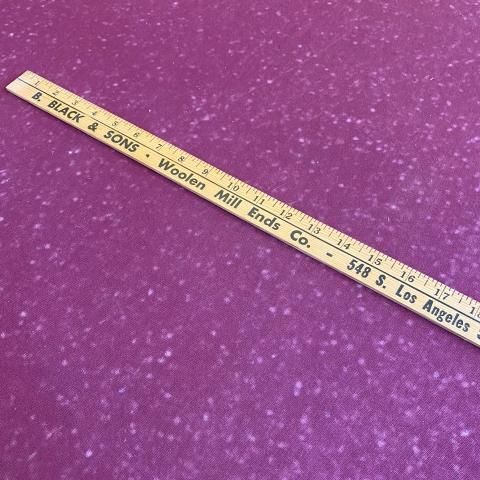 1 2 3 4 5 6 7 8 9 10 11 12 13 14 15 16 17
B. BLACK & SONS • Woolen Mill Ends Co. – 548 S. Los Angeles